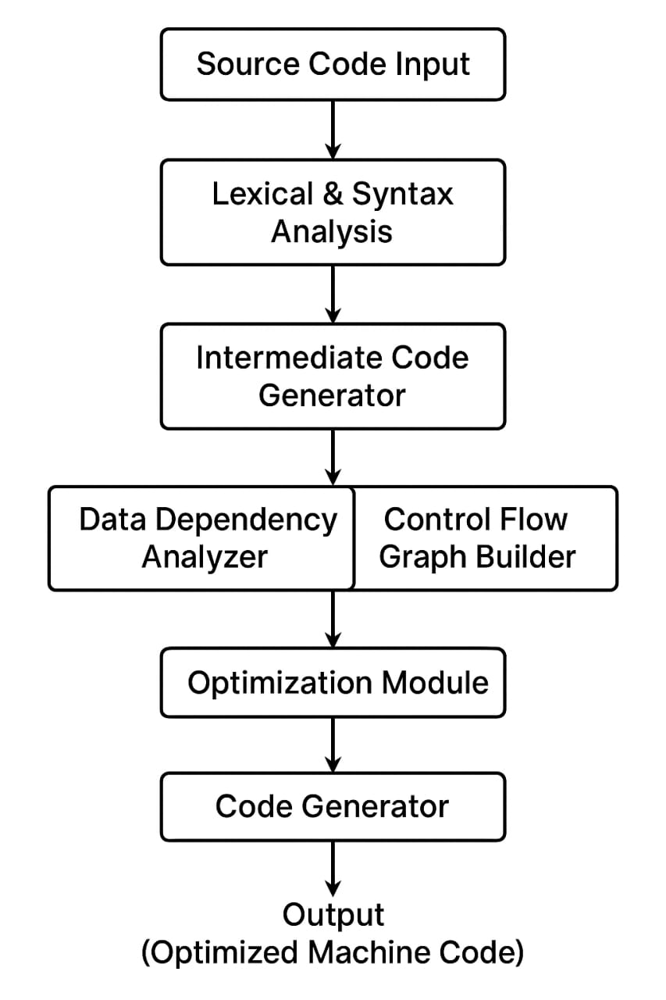 Source Code Input
Lexical & Syntax
Analysis
Intermediate Code
Generator
Data Dependency
Analyzer
Control Flow
Graph Builder
Optimization Module
Code Generator
Output
(Optimized Machine Code)